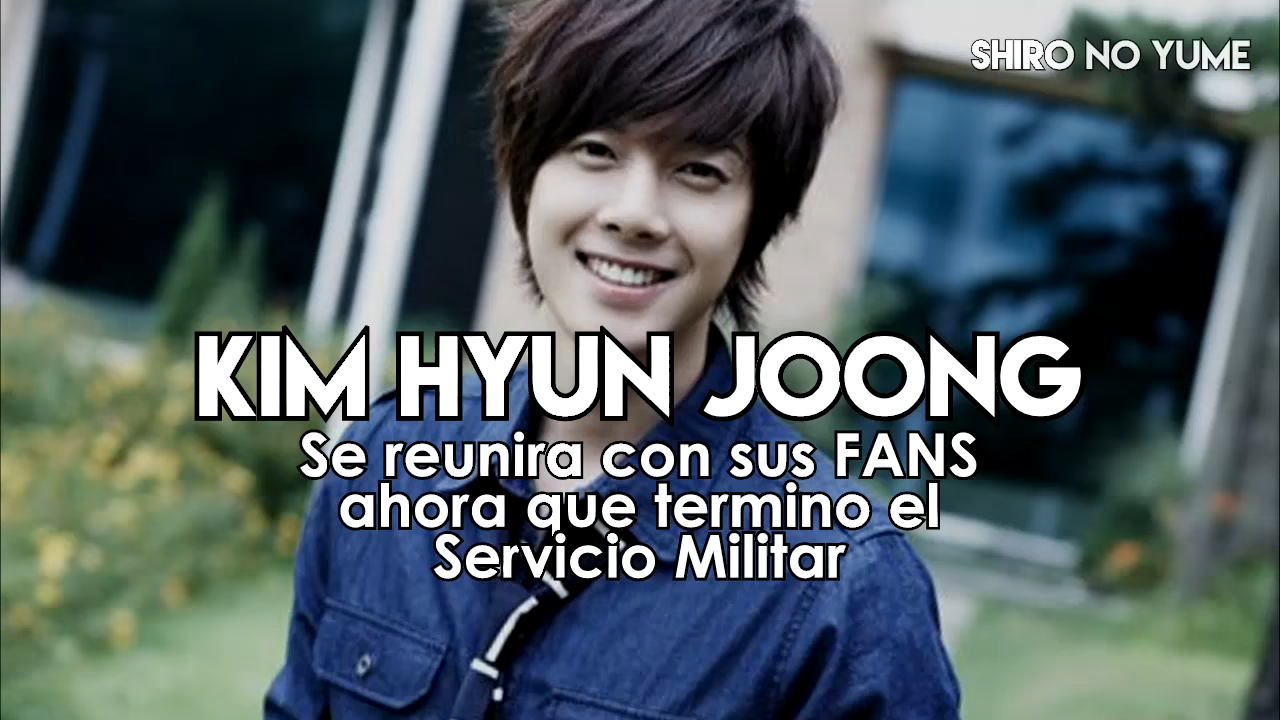 SHIRO NO YUME
KIM HYUN JOONG
Se reunira con sus FANS
ahora que termino el
Servicio Militar